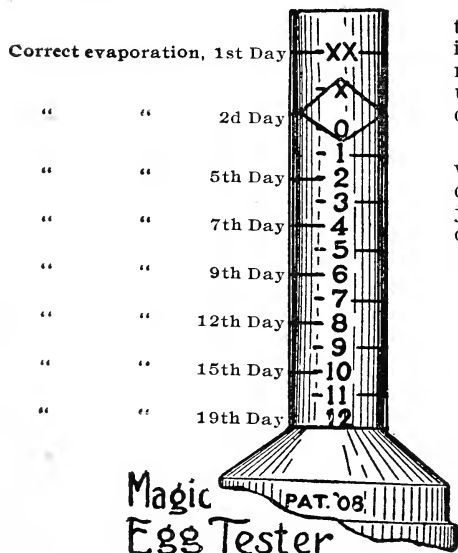 Correct evaporation, 1st Day XX
X
“ “ 2d Day
0
1
“ “ 5th Day 2
3
“ “ 7th Day 4
5
“ “ 9th Day 6
7
“ “ 12th Day 8
9
“ “ 15th Day 10
11
“ “ 19th Day 12
Magic PAT. '08.
Egg Tester